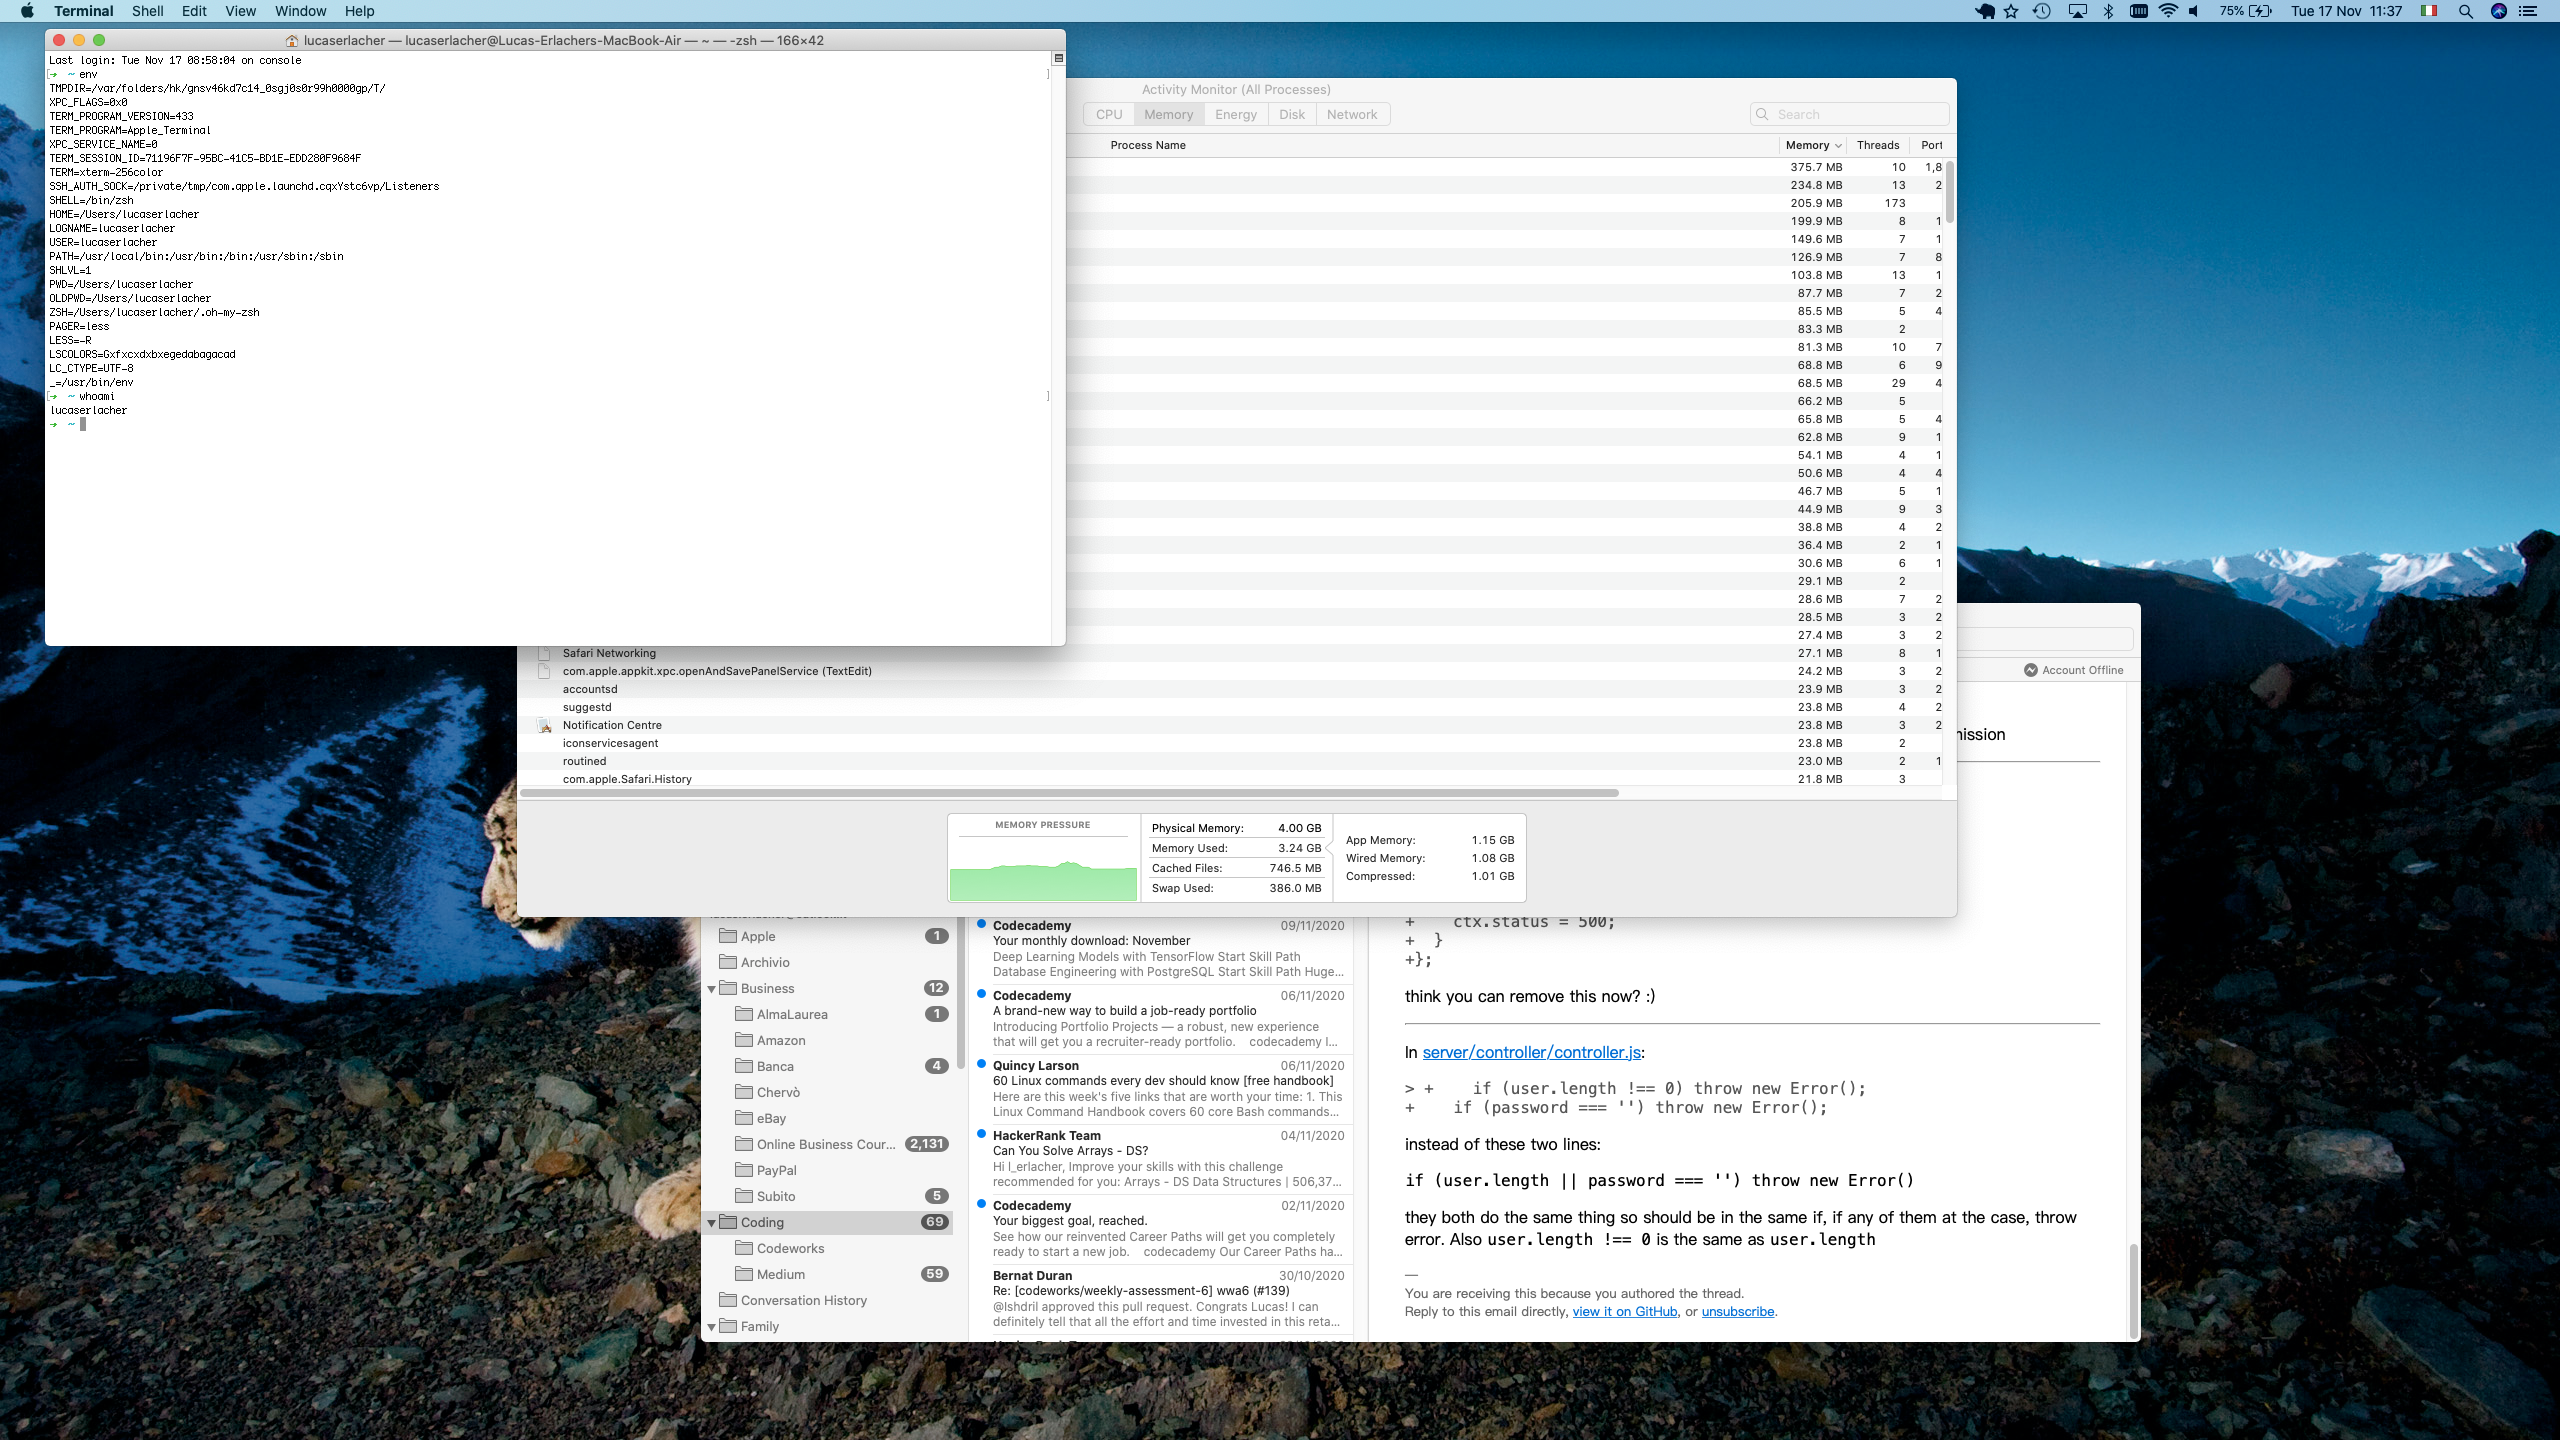 Terminal Shell Edit View Window Help
75% Tue 17 Nov 11:37
lucaserlacher — lucaserlacher@Lucas-Erlachers-MacBook-Air — ~ — -zsh — 166×42
Last login: Tue Nov 17 08:58:04 on console
[➜ ~ env ]
TMPDIR=/var/folders/hk/gnsv46kd7c14_0sgj0s0r99h0000gp/T/
XPC_FLAGS=0x0
TERM_PROGRAM_VERSION=433
TERM_PROGRAM=Apple_Terminal
XPC_SERVICE_NAME=0
TERM_SESSION_ID=71196F7F-95BC-41C5-BD1E-EDD280F9684F
TERM=xterm-256color
SSH_AUTH_SOCK=/private/tmp/com.apple.launchd.cqxYstc6vp/Listeners
SHELL=/bin/zsh
HOME=/Users/lucaserlacher
LOGNAME=lucaserlacher
USER=lucaserlacher
PATH=/usr/local/bin:/usr/bin:/bin:/usr/sbin:/sbin
SHLVL=1
PWD=/Users/lucaserlacher
OLDPWD=/Users/lucaserlacher
ZSH=/Users/lucaserlacher/.oh-my-zsh
PAGER=less
LESS=-R
LSCOLORS=Gxfxcxdxbxegedabagacad
LC_CTYPE=UTF-8
_=/usr/bin/env
[➜ ~ whoami ]
lucaserlacher
➜ ~
Activity Monitor (All Processes)
CPU Memory Energy Disk Network
Search
Process Name Memory Threads Port
375.7 MB 10 1,8
234.8 MB 13 2
205.9 MB 173
199.9 MB 8 1
149.6 MB 7 1
126.9 MB 7 8
103.8 MB 13 1
87.7 MB 7 2
85.5 MB 5 4
83.3 MB 2
81.3 MB 10 7
68.8 MB 6 9
68.5 MB 29 4
66.2 MB 5
65.8 MB 5 4
62.8 MB 9 1
54.1 MB 4 1
50.6 MB 4 4
46.7 MB 5 1
44.9 MB 9 3
38.8 MB 4 2
36.4 MB 2 1
30.6 MB 6 1
29.1 MB 2
28.6 MB 7 2
28.5 MB 3 2
27.4 MB 3 2
Safari Networking 27.1 MB 8 1
com.apple.appkit.xpc.openAndSavePanelService (TextEdit) 24.2 MB 3 2
accountsd 23.9 MB 3 2
suggestd 23.8 MB 4 2
Notification Centre 23.8 MB 3 2
iconservicesagent 23.8 MB 2
routined 23.0 MB 2 1
com.apple.Safari.History 21.8 MB 3
MEMORY PRESSURE
Physical Memory: 4.00 GB
Memory Used: 3.24 GB
Cached Files: 746.5 MB
Swap Used: 386.0 MB
App Memory: 1.15 GB
Wired Memory: 1.08 GB
Compressed: 1.01 GB
Account Offline
ission
Apple 1
Archivio
Business 12
AlmaLaurea 1
Amazon
Banca 4
Chervò
eBay
Online Business Cour... 2,131
PayPal
Subito 5
Coding 69
Codeworks
Medium 59
Conversation History
Family
Codecademy 09/11/2020
Your monthly download: November
Deep Learning Models with TensorFlow Start Skill Path
Database Engineering with PostgreSQL Start Skill Path Huge...
Codecademy 06/11/2020
A brand-new way to build a job-ready portfolio
Introducing Portfolio Projects — a robust, new experience
that will get you a recruiter-ready portfolio. codecademy I...
Quincy Larson 06/11/2020
60 Linux commands every dev should know [free handbook]
Here are this week's five links that are worth your time: 1. This
Linux Command Handbook covers 60 core Bash commands...
HackerRank Team 04/11/2020
Can You Solve Arrays - DS?
Hi l_erlacher, Improve your skills with this challenge
recommended for you: Arrays - DS Data Structures | 506,37...
Codecademy 02/11/2020
Your biggest goal, reached.
See how our reinvented Career Paths will get you completely
ready to start a new job. codecademy Our Career Paths ha...
Bernat Duran 30/10/2020
Re: [codeworks/weekly-assessment-6] wwa6 (#139)
@Ishdril approved this pull request. Congrats Lucas! I can
definitely tell that all the effort and time invested in this reta...
+ ctx.status = 500;
+ }
+};
think you can remove this now? :)
In server/controller/controller.js:
> + if (user.length !== 0) throw new Error();
+ if (password === '') throw new Error();
instead of these two lines:
if (user.length || password === '') throw new Error()
they both do the same thing so should be in the same if, if any of them at the case, throw
error. Also user.length !== 0 is the same as user.length
—
You are receiving this because you authored the thread.
Reply to this email directly, view it on GitHub, or unsubscribe.